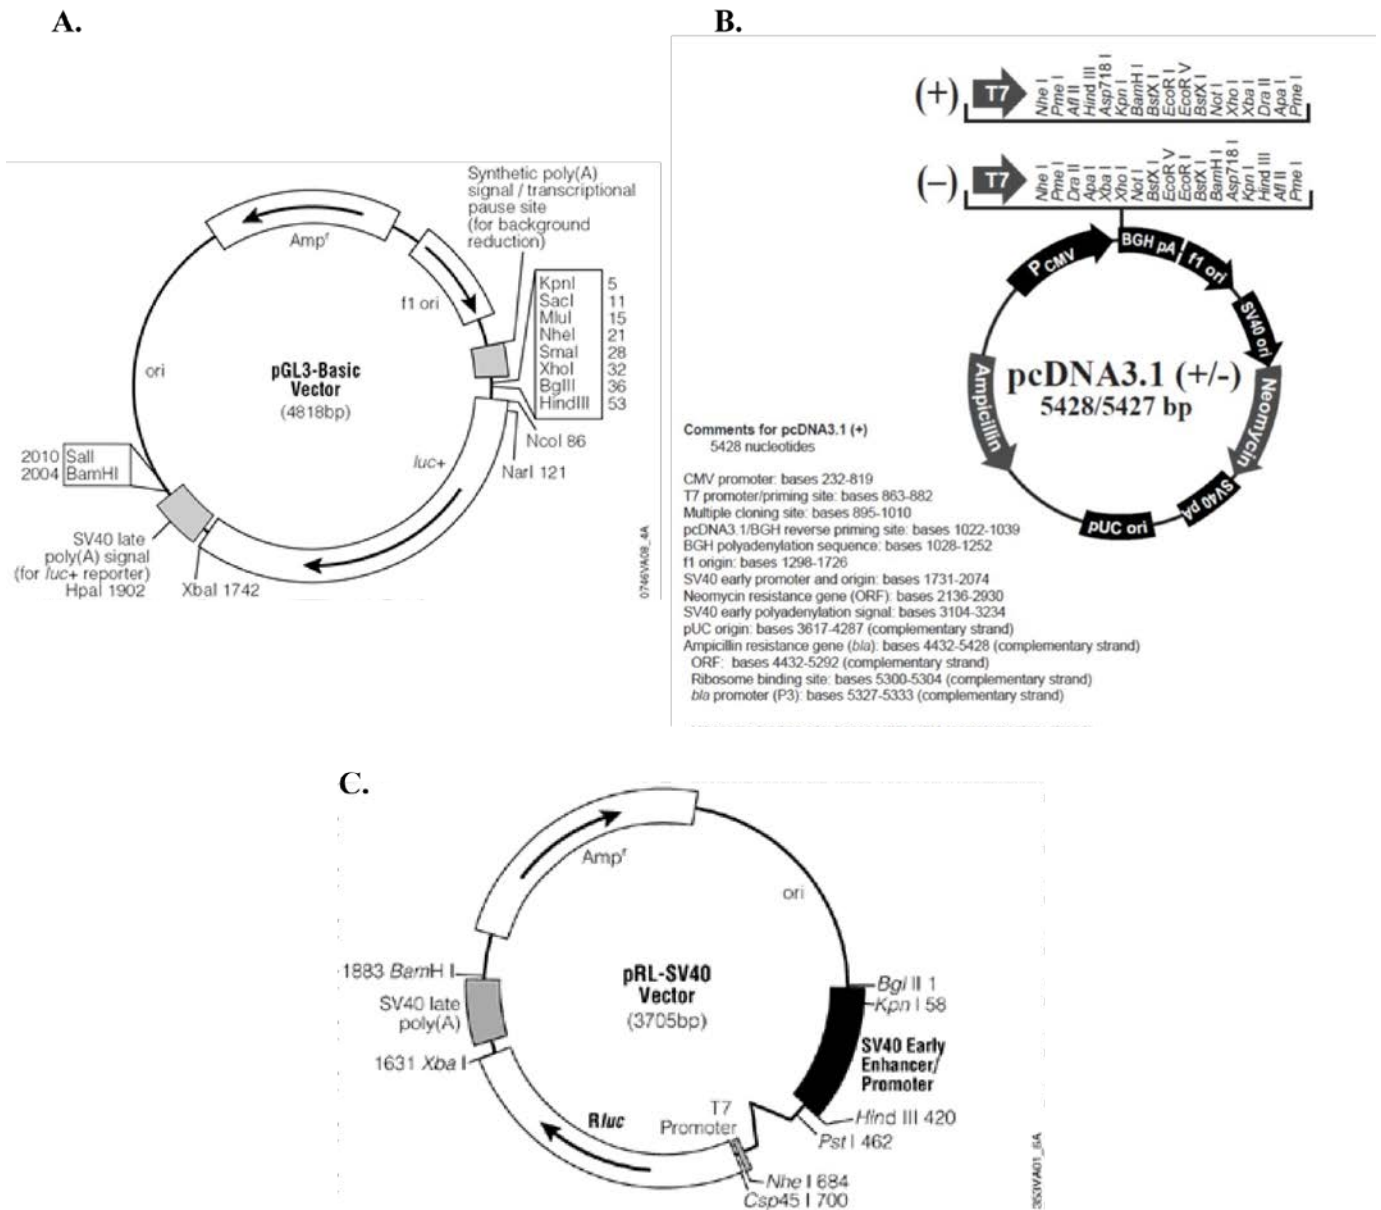 A.
Synthetic poly(A)
signal / transcriptional
pause site
(for background
reduction)
Ampʳ
f1 ori
KpnI 5
SacI 11
MluI 15
NheI 21
SmaI 28
XhoI 32
BglII 36
HindIII 53
ori
pGL3-Basic
Vector
(4818bp)
NcoI 86
NarI 121
luc+
2010 SalI
2004 BamHI
SV40 late
poly(A) signal
(for luc+ reporter)
HpaI 1902
XbaI 1742
0746VA08_4A
B.
(+) T7 Nhe I Pme I Afl II Hind III Asp718 I Kpn I BamH I BstX I EcoR I EcoR V BstX I Not I Xho I Xba I Dra II Apa I Pme I
(–) T7 Nhe I Pme I Dra II Apa I Xba I Xho I Not I BstX I EcoR V EcoR I BstX I BamH I Asp718 I Kpn I Hind III Afl II Pme I
P CMV
BGH pA
f1 ori
SV40 ori
Neomycin
SV40 pA
pUC ori
Ampicillin
pcDNA3.1 (+/-)
5428/5427 bp
Comments for pcDNA3.1 (+)
5428 nucleotides
CMV promoter: bases 232-819
T7 promoter/priming site: bases 863-882
Multiple cloning site: bases 895-1010
pcDNA3.1/BGH reverse priming site: bases 1022-1039
BGH polyadenylation sequence: bases 1028-1252
f1 origin: bases 1298-1726
SV40 early promoter and origin: bases 1731-2074
Neomycin resistance gene (ORF): bases 2136-2930
SV40 early polyadenylation signal: bases 3104-3234
pUC origin: bases 3617-4287 (complementary strand)
Ampicillin resistance gene (bla): bases 4432-5428 (complementary strand)
ORF: bases 4432-5292 (complementary strand)
Ribosome binding site: bases 5300-5304 (complementary strand)
bla promoter (P3): bases 5327-5333 (complementary strand)
C.
Ampʳ
ori
1883 BamH I
SV40 late
poly(A)
1631 Xba I
pRL-SV40
Vector
(3705bp)
Bgl II 1
Kpn I 58
SV40 Early
Enhancer/
Promoter
Hind III 420
Pst I 462
T7
Promoter
Rluc
Nhe I 684
Csp45 I 700